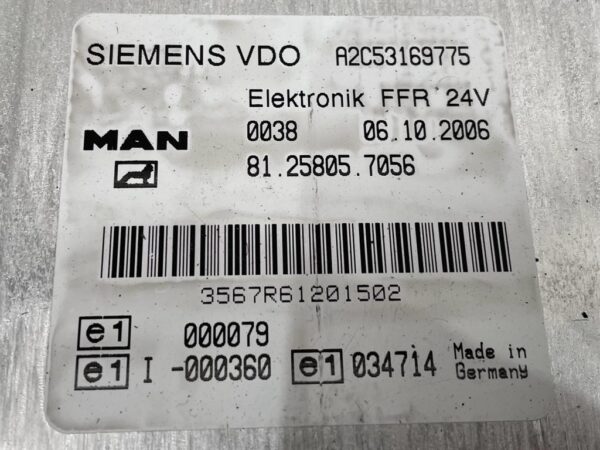 SIEMENS VDO A2C53169775
Elektronik FFR 24V
MAN 0038 06.10.2006
81.25805.7056
3567R61201502
e1 000079
e1 I -000360 e1 034714 Made in
Germany